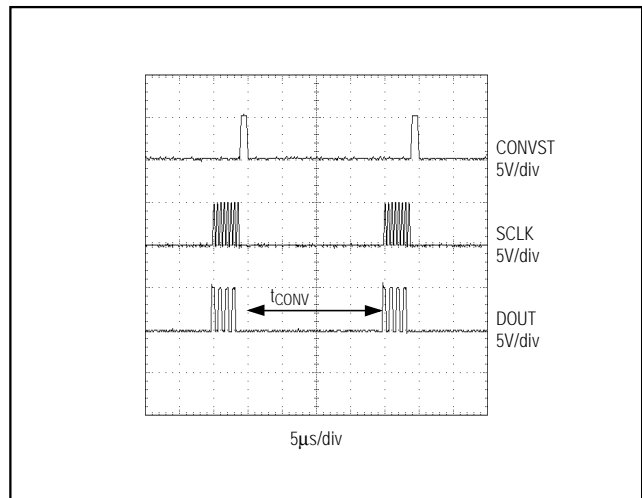 CONVST
5V/div
SCLK
5V/div
tCONV
DOUT
5V/div
5µs/div